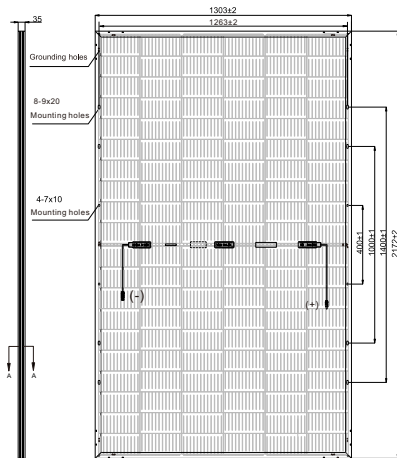 35
1303±2
1263±2
Grounding holes
8-9x20
Mounting holes
4-7x10
Mounting holes
400±1
1000±1
1400±1
2172±2
(-)
(+)
A
A